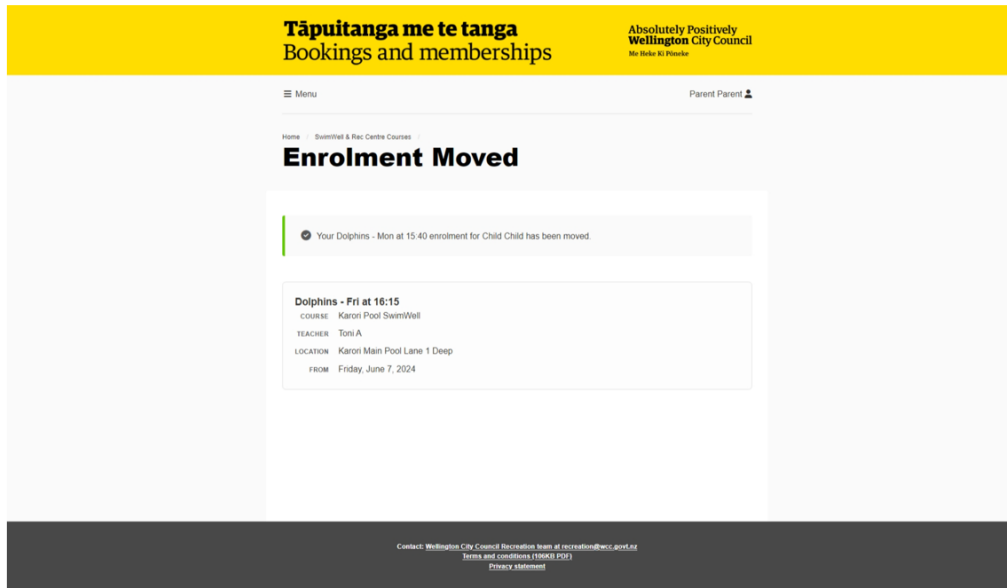 Tāpuitanga me te tanga
Bookings and memberships
Absolutely Positively
Wellington City Council
Me Heke Ki Pōneke
Menu
Parent Parent
Home / SwimWell & Rec Centre Courses /
Enrolment Moved
Your Dolphins - Mon at 15:40 enrolment for Child Child has been moved.
Dolphins - Fri at 16:15
COURSE Karori Pool SwimWell
TEACHER Toni A
LOCATION Karori Main Pool Lane 1 Deep
FROM Friday, June 7, 2024
Contact: Wellington City Council Recreation team at recreation@wcc.govt.nz
Terms and conditions (106KB PDF)
Privacy statement